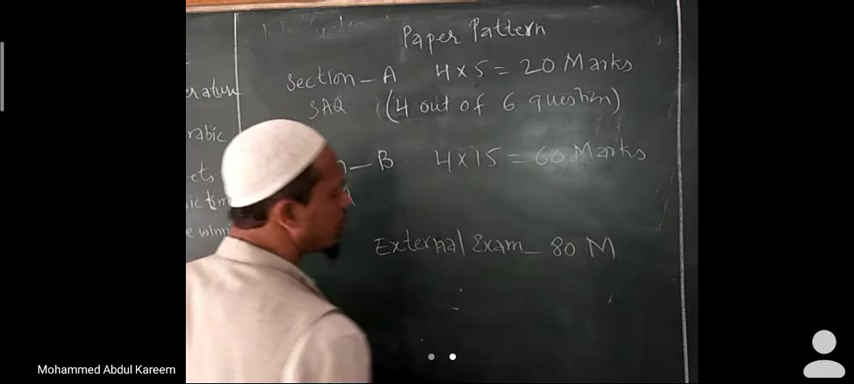 Paper Pattern
Section - A 4 x 5 = 20 Marks
SAQ (4 out of 6 question)
- B 4 x 15 = 60 Marks
External Exam - 80 M
Mohammed Abdul Kareem